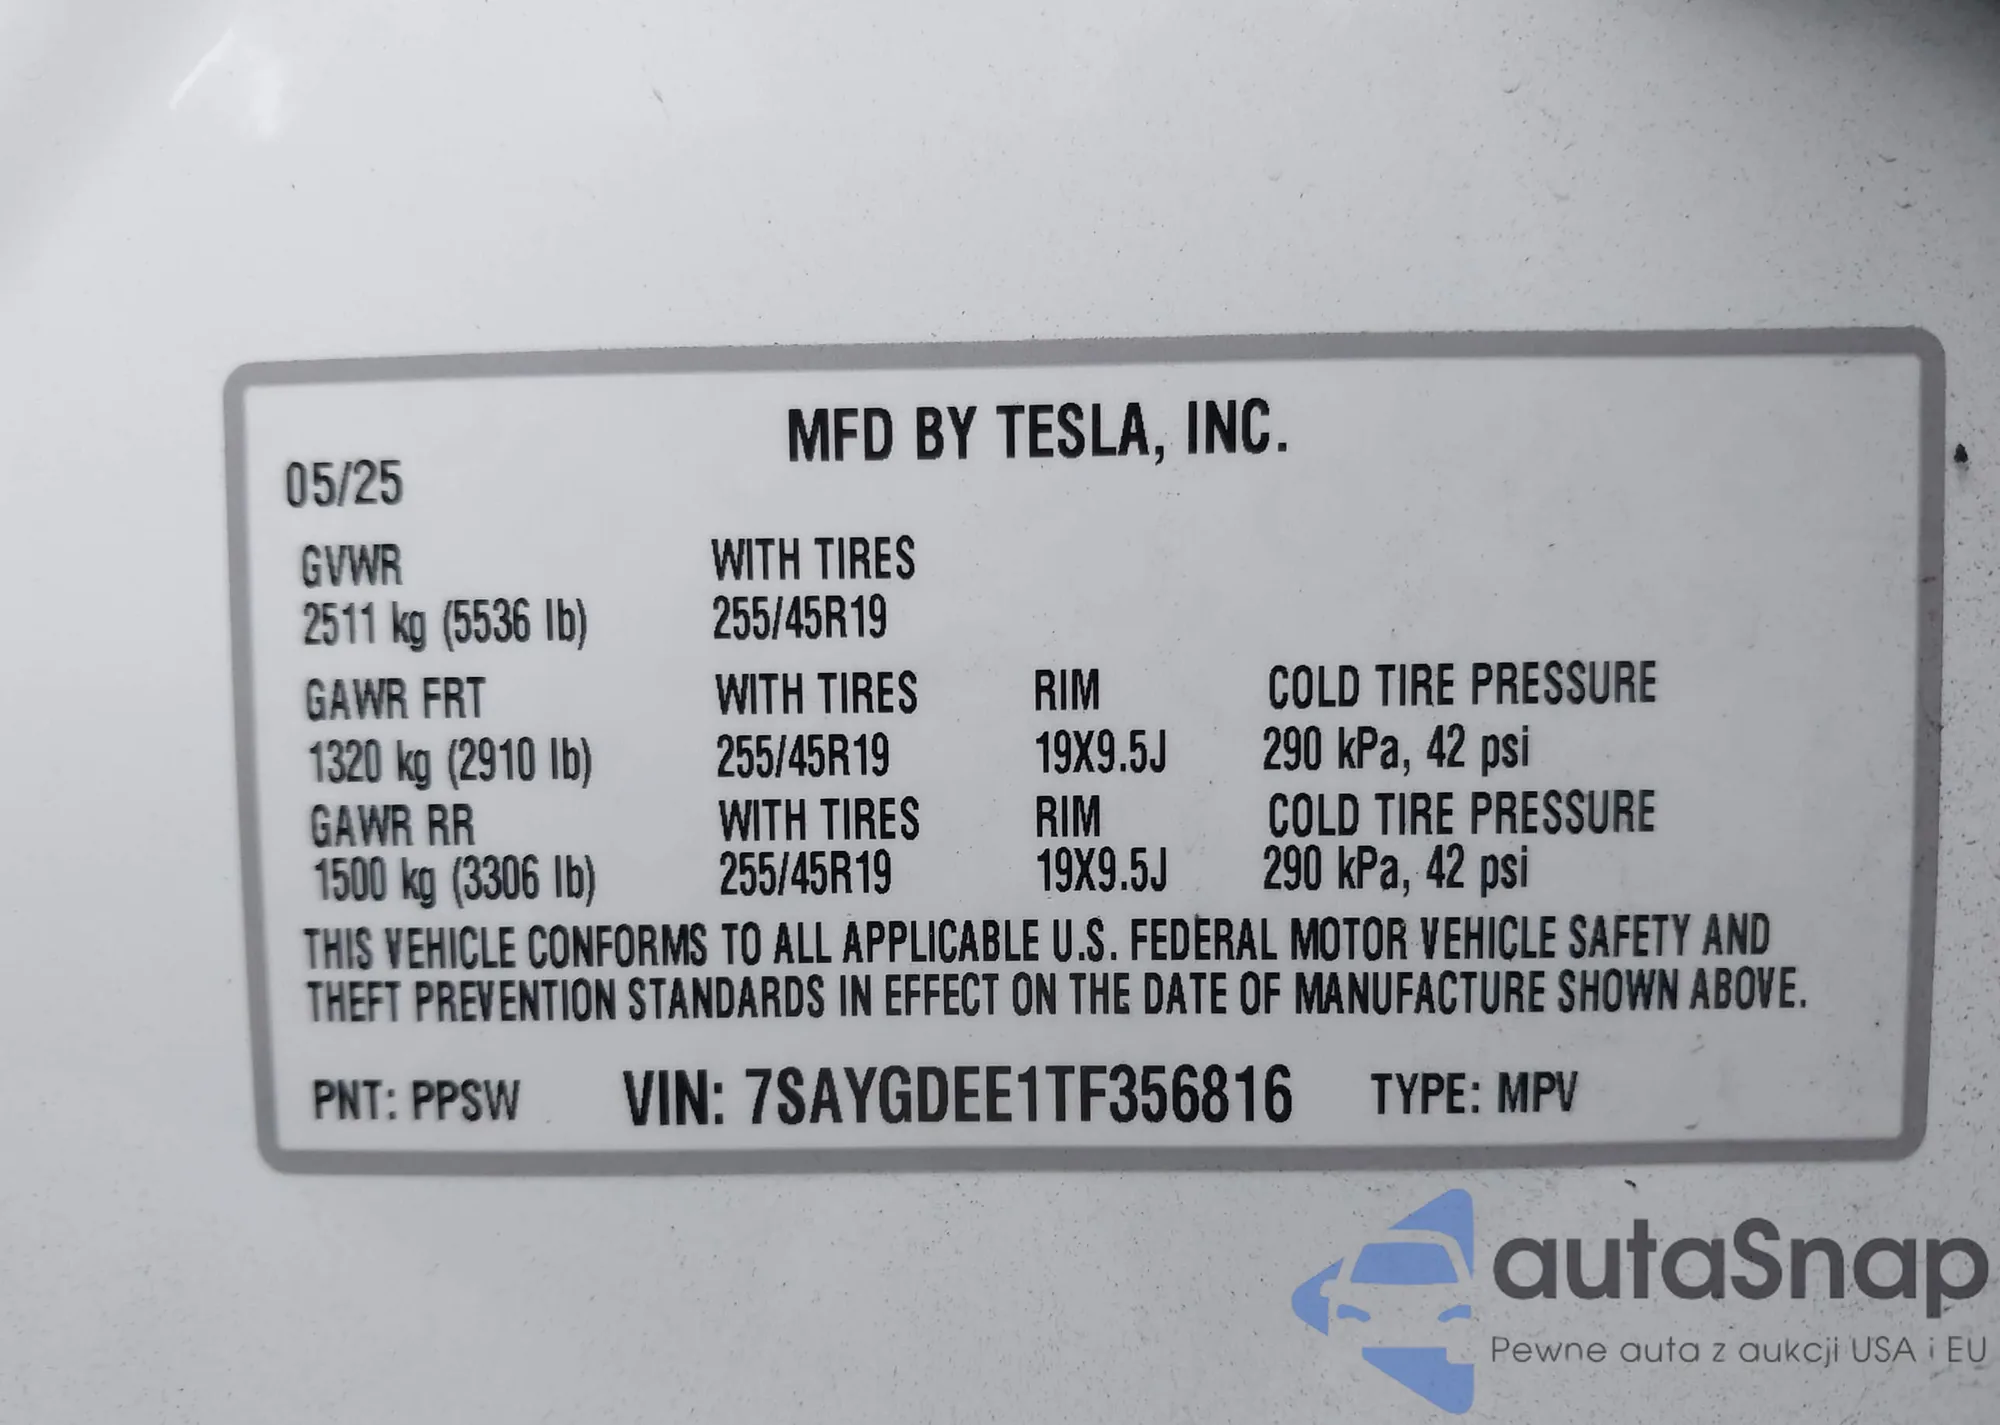 MFD BY TESLA, INC.
05/25
GVWR WITH TIRES
2511 kg (5536 lb) 255/45R19
GAWR FRT WITH TIRES RIM COLD TIRE PRESSURE
1320 kg (2910 lb) 255/45R19 19X9.5J 290 kPa, 42 psi
GAWR RR WITH TIRES RIM COLD TIRE PRESSURE
1500 kg (3306 lb) 255/45R19 19X9.5J 290 kPa, 42 psi
THIS VEHICLE CONFORMS TO ALL APPLICABLE U.S. FEDERAL MOTOR VEHICLE SAFETY AND
THEFT PREVENTION STANDARDS IN EFFECT ON THE DATE OF MANUFACTURE SHOWN ABOVE.
PNT: PPSW VIN: 7SAYGDEE1TF356816 TYPE: MPV
autaSnap
Pewne auta z aukcji USA i EU